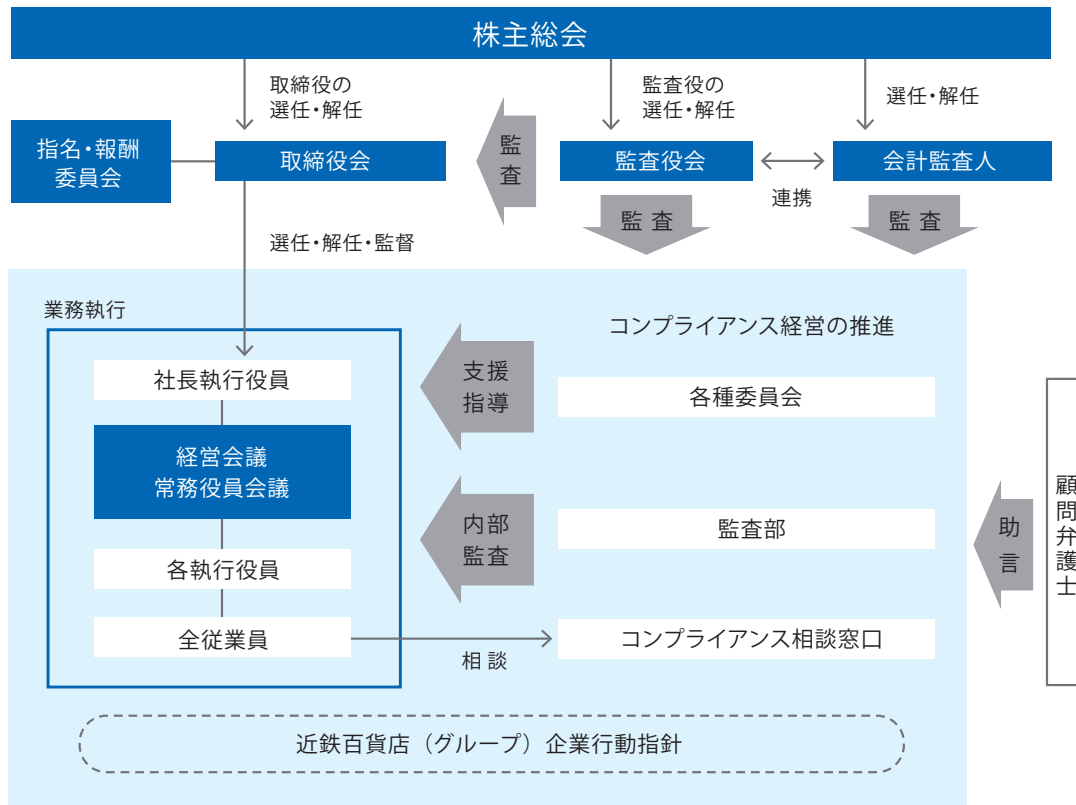 株主総会
取締役の
選任・解任
監査役の
選任・解任
選任・解任
指名・報酬
委員会
取締役会
監査
監査役会
連携
会計監査人
監査
監査
選任・解任・監督
業務執行
コンプライアンス経営の推進
社長執行役員
支援
指導
各種委員会
経営会議
常務役員会議
内部
監査
監査部
助言
顧問弁護士
各執行役員
全従業員
相談
コンプライアンス相談窓口
近鉄百貨店（グループ）企業行動指針